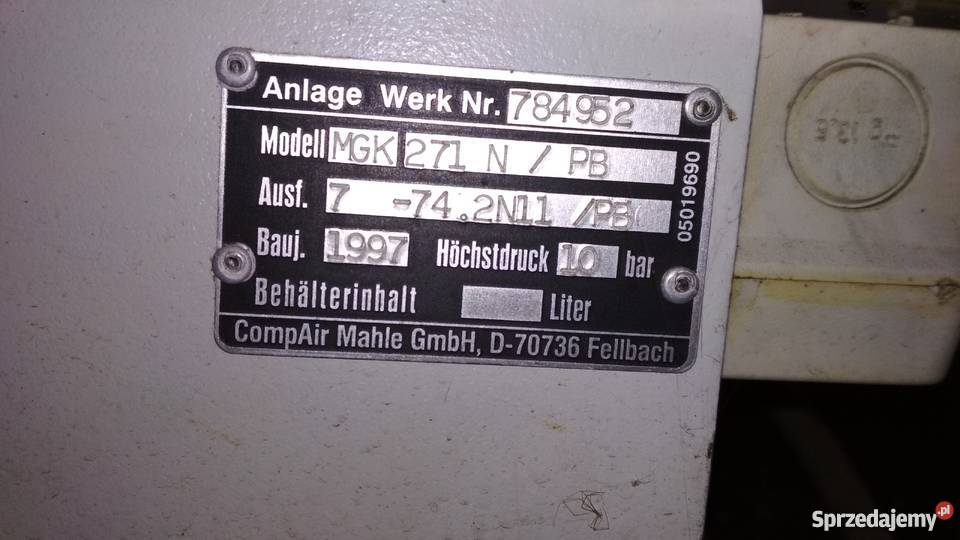 Anlage Werk Nr. 784952
Modell MGK 271 N / PB
Ausf. 7 -74.2N11 /PB
Bauj. 1997 Höchstdruck 10 bar
Behälterinhalt Liter
CompAir Mahle GmbH, D-70736 Fellbach
05019690
Sprzedajemy.pl